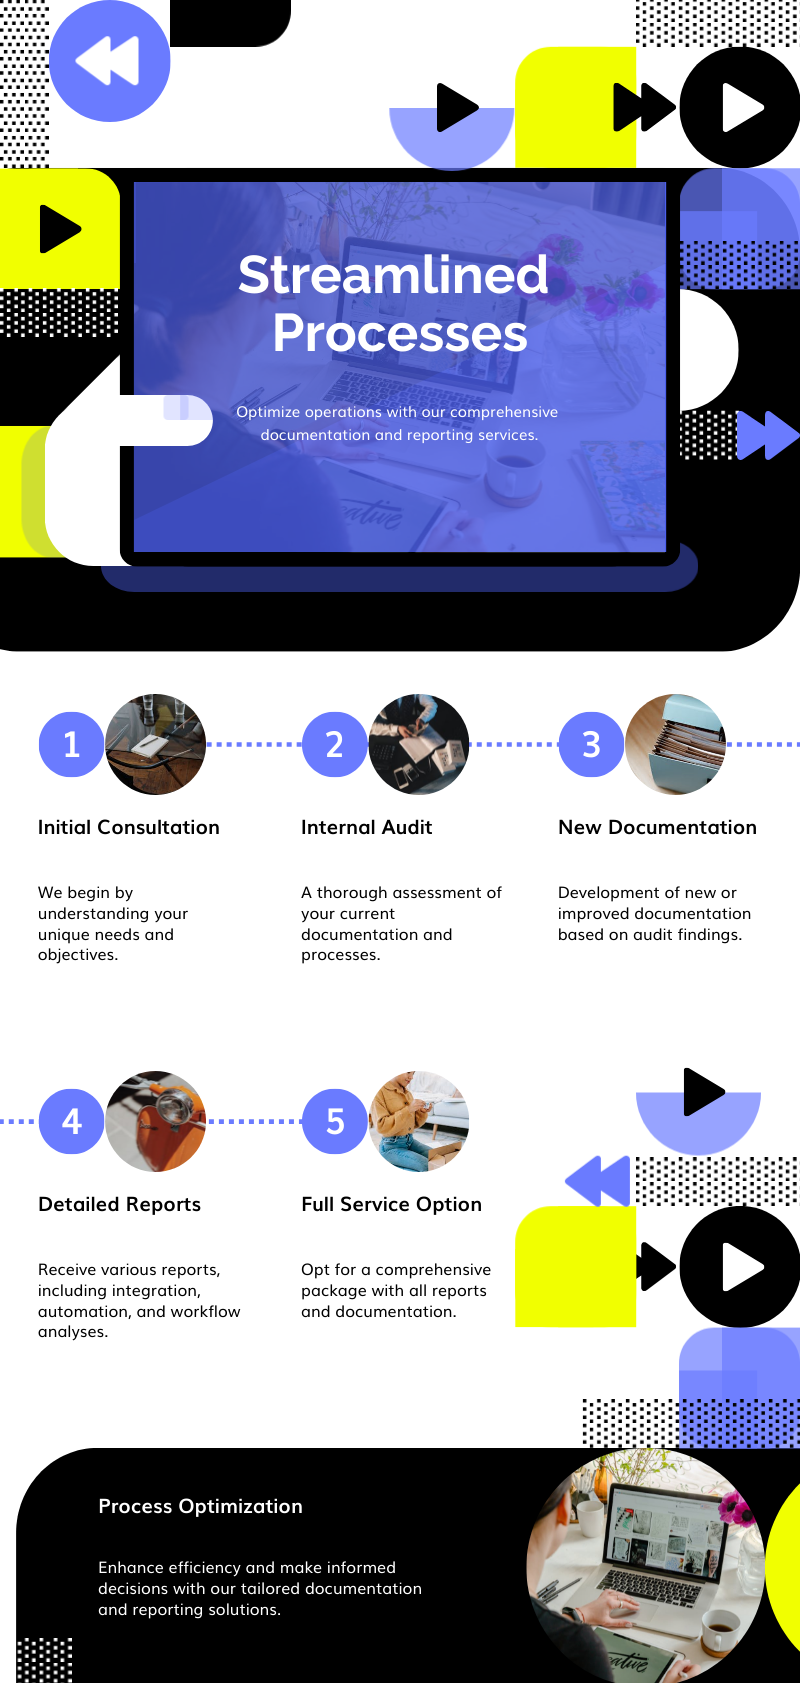 Streamlined
Processes
Optimize operations with our comprehensive
documentation and reporting services.
1
2
3
Initial Consultation
Internal Audit
New Documentation
We begin by
understanding your
unique needs and
objectives.
A thorough assessment of
your current
documentation and
processes.
Development of new or
improved documentation
based on audit findings.
4
5
Detailed Reports
Full Service Option
Receive various reports,
including integration,
automation, and workflow
analyses.
Opt for a comprehensive
package with all reports
and documentation.
Process Optimization
Enhance efficiency and make informed
decisions with our tailored documentation
and reporting solutions.